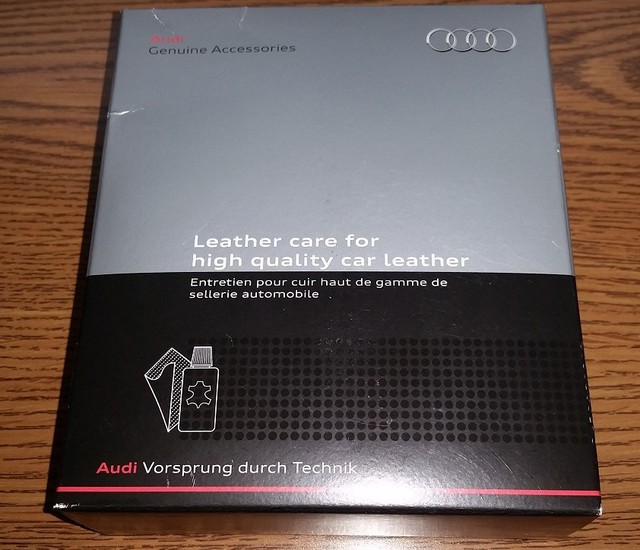 Audi
Genuine Accessories
Leather care for
high quality car leather
Entretien pour cuir haut de gamme de
sellerie automobile
Audi Vorsprung durch Technik